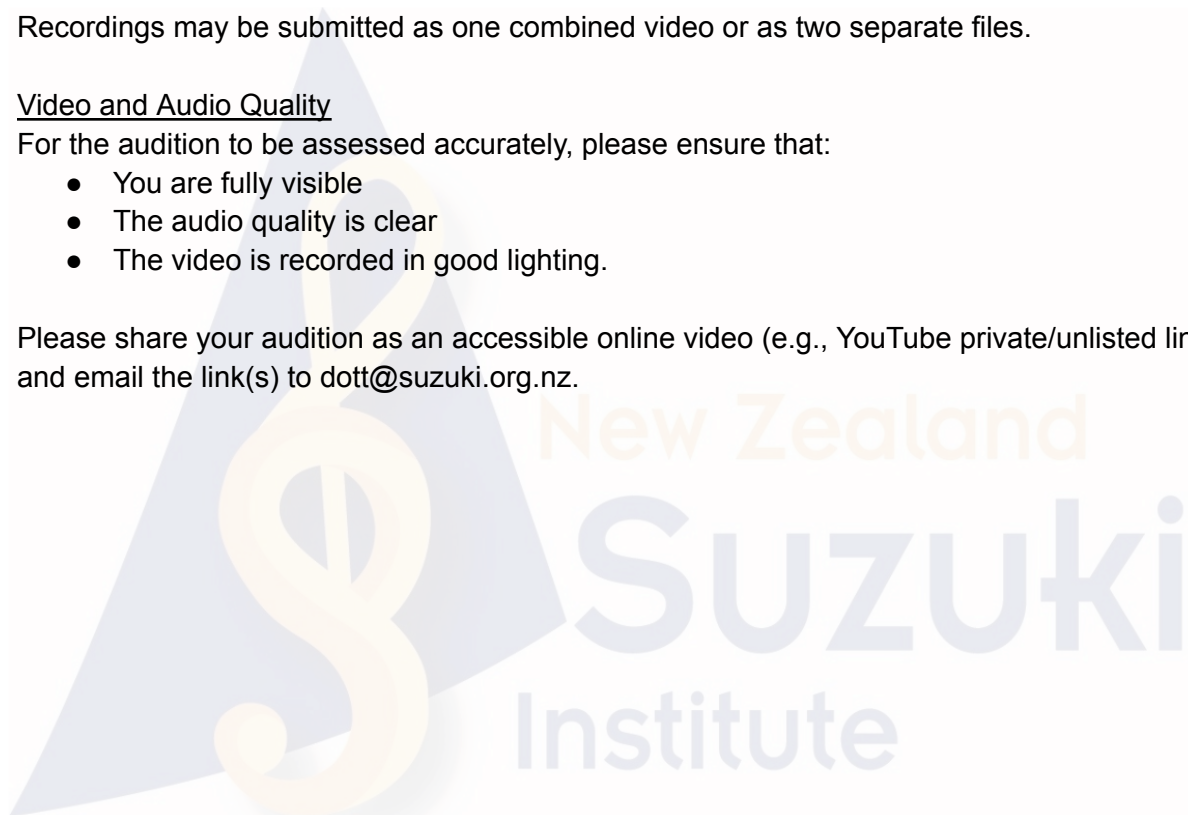 Recordings may be submitted as one combined video or as two separate files.
Video and Audio Quality
For the audition to be assessed accurately, please ensure that:
● You are fully visible
● The audio quality is clear
● The video is recorded in good lighting.
Please share your audition as an accessible online video (e.g., YouTube private/unlisted
and email the link(s) to dott@suzuki.org.nz.
New Zealand
Suzuki
Institute